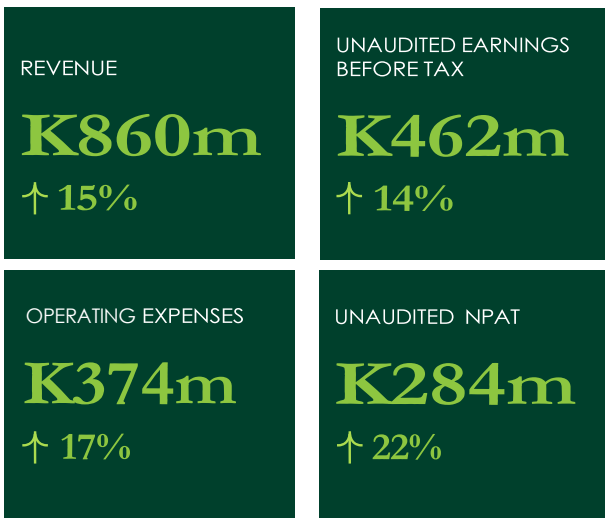 REVENUE
K860m
↑ 15%
UNAUDITED EARNINGS
BEFORE TAX
K462m
↑ 14%
OPERATING EXPENSES
K374m
↑ 17%
UNAUDITED NPAT
K284m
↑ 22%